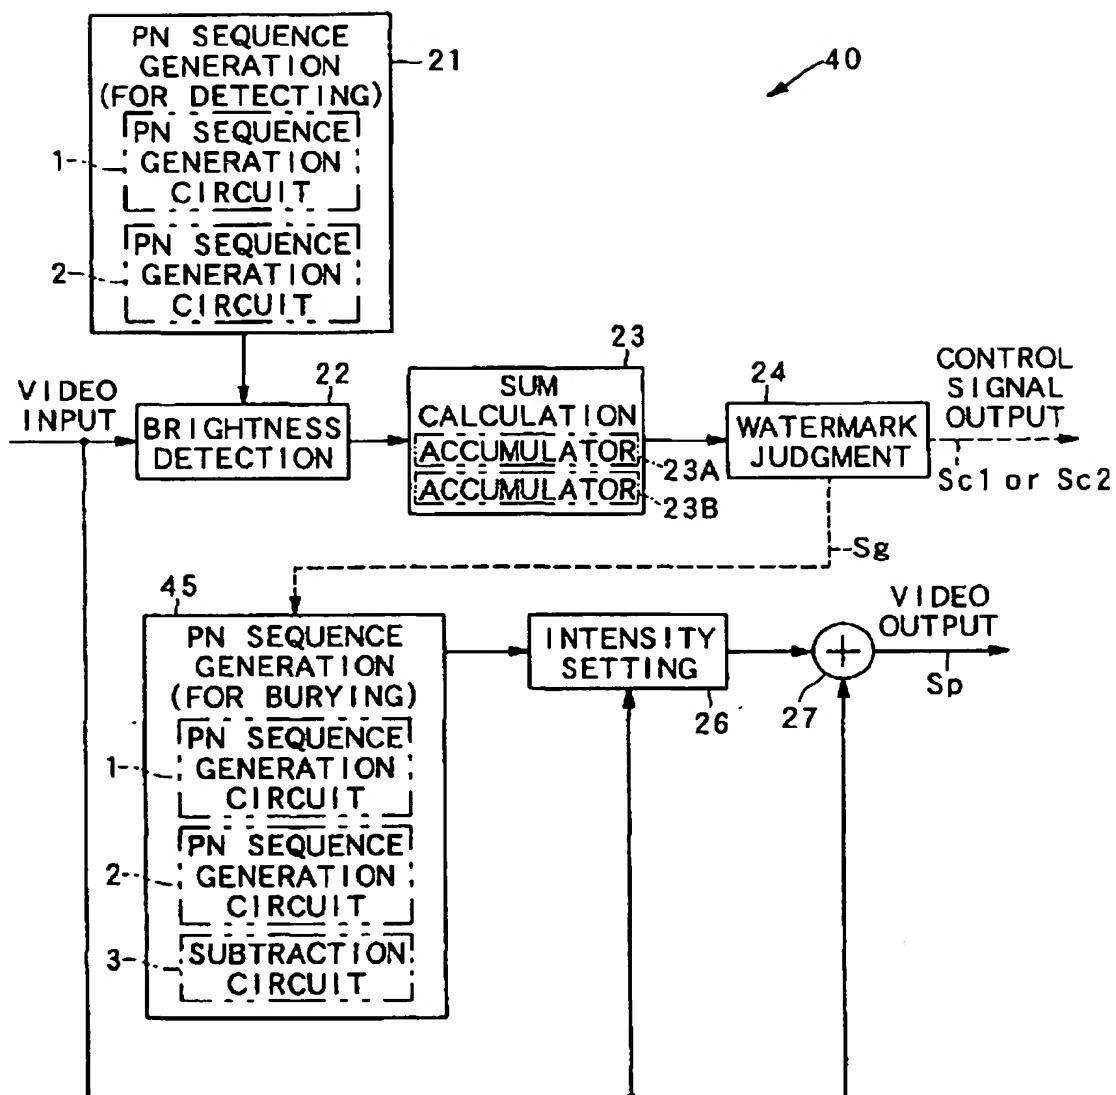 PN SEQUENCE
GENERATION
(FOR DETECTING)
21
40
1
PN SEQUENCE
GENERATION
CIRCUIT
2
PN SEQUENCE
GENERATION
CIRCUIT
VIDEO
INPUT
22
BRIGHTNESS
DETECTION
23
SUM
CALCULATION
ACCUMULATOR
23A
ACCUMULATOR
23B
24
WATERMARK
JUDGMENT
CONTROL
SIGNAL
OUTPUT
Sc1 or Sc2
Sg
45
PN SEQUENCE
GENERATION
(FOR BURYING)
1
PN SEQUENCE
GENERATION
CIRCUIT
2
PN SEQUENCE
GENERATION
CIRCUIT
3
SUBTRACTION
CIRCUIT
INTENSITY
SETTING
26
27
VIDEO
OUTPUT
Sp